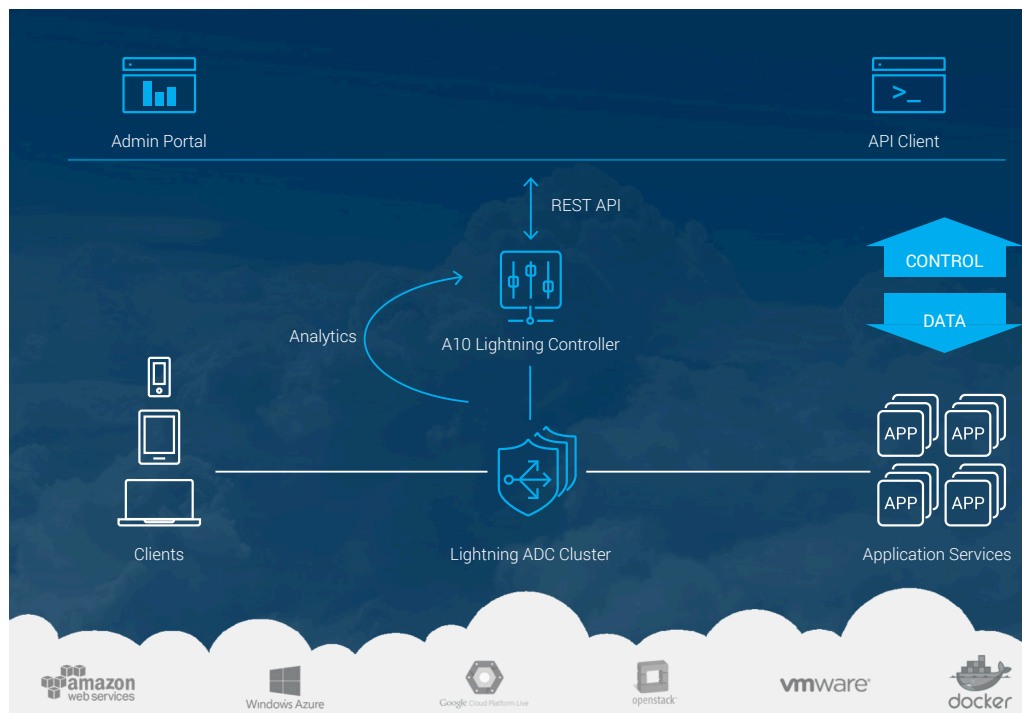 >_
Admin Portal
API Client
REST API
CONTROL
DATA
Analytics
A10 Lightning Controller
APP APP
APP APP
Clients
Lightning ADC Cluster
Application Services
amazon
web services
Windows Azure
Google Cloud Platform Live
openstack
vmware
docker